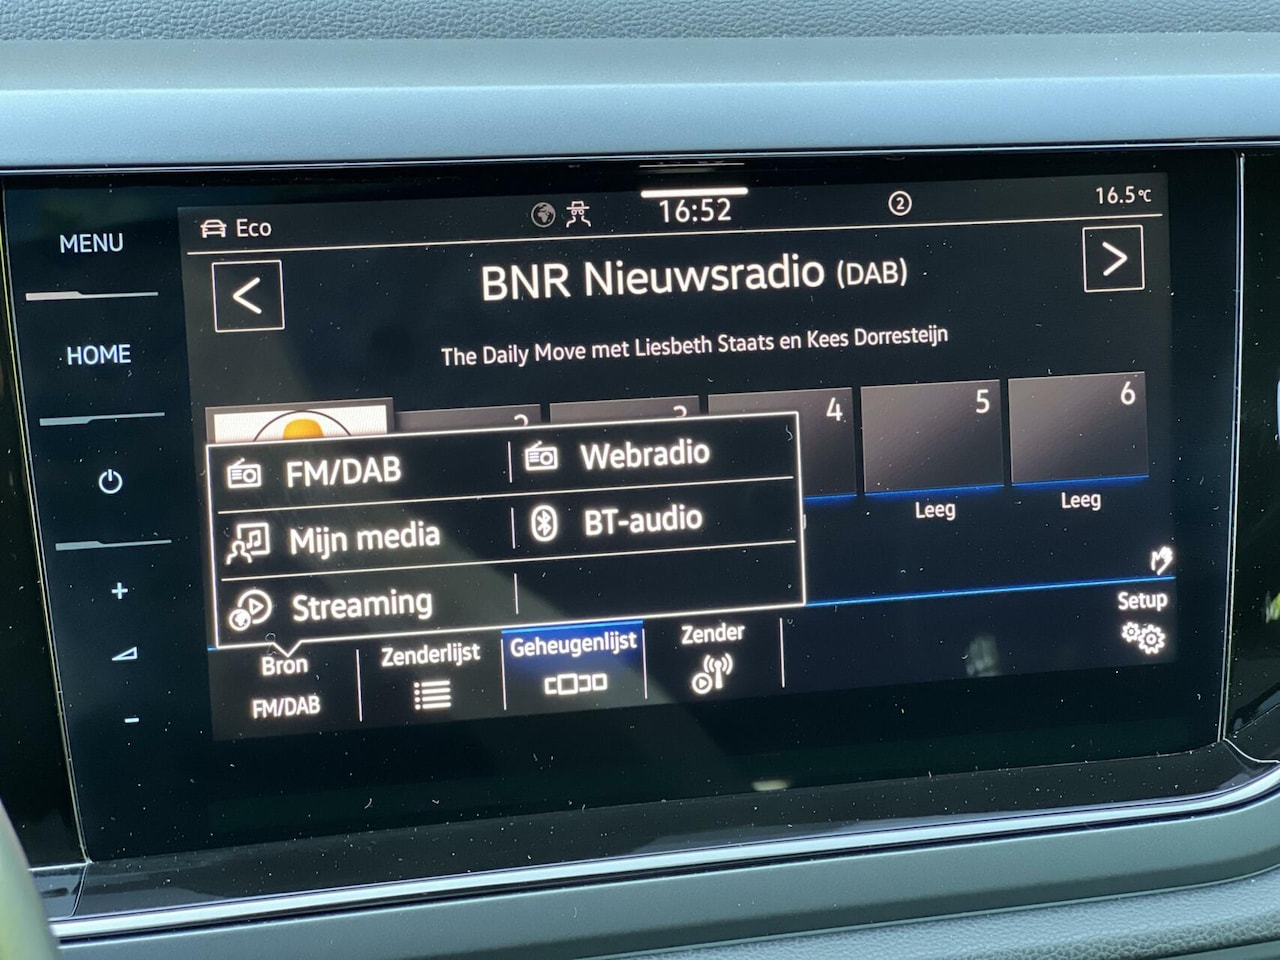 MENU
HOME
+
-
Eco
16:52
2
16.5°C
<
BNR Nieuwsradio (DAB)
>
The Daily Move met Liesbeth Staats en Kees Dorresteijn
4
5
6
Leeg
Leeg
FM/DAB
Webradio
Mijn media
BT-audio
Streaming
Bron
FM/DAB
Zenderlijst
Geheugenlijst
Zender
Setup